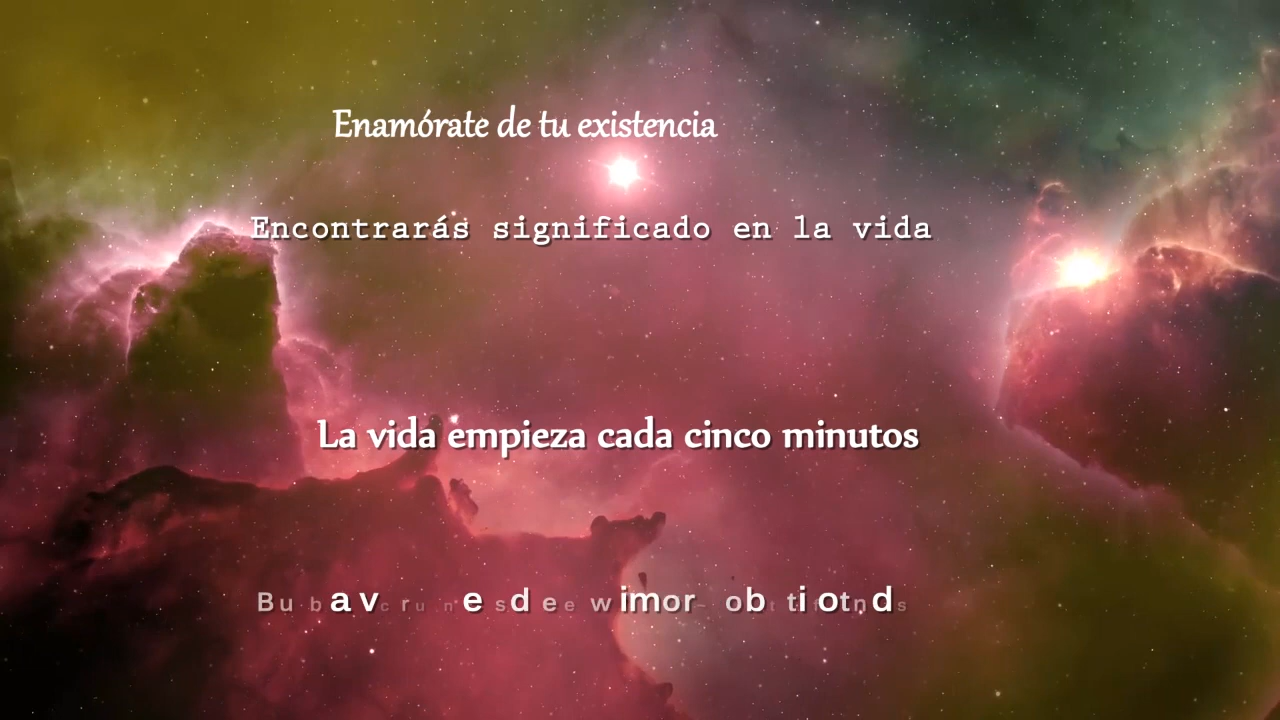 Enamórate de tu existencia
Encontrarás significado en la vida
La vida empieza cada cinco minutos